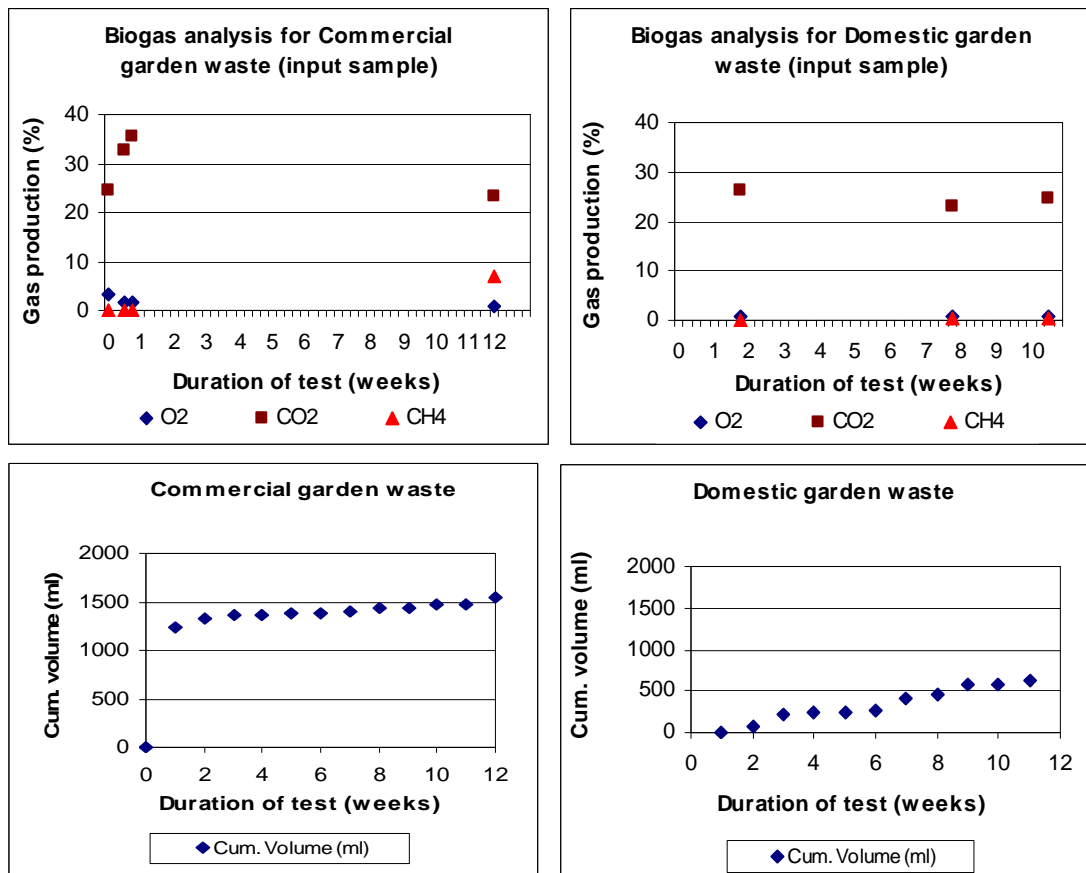 Biogas analysis for Commercial
garden waste (input sample)
Gas production (%)
40
30
20
10
0
0 1 2 3 4 5 6 7 8 9 10 11 12
Duration of test (weeks)
O2 CO2 CH4
Biogas analysis for Domestic garden
waste (input sample)
Gas production (%)
40
30
20
10
0
0 1 2 3 4 5 6 7 8 9 10
Duration of test (weeks)
O2 CO2 CH4
Commercial garden waste
Cum. volume (ml)
2000
1500
1000
500
0
0 2 4 6 8 10 12
Duration of test (weeks)
Cum. Volume (ml)
Domestic garden waste
Cum. volume (ml)
2000
1500
1000
500
0
0 2 4 6 8 10 12
Duration of test (weeks)
Cum. Volume (ml)